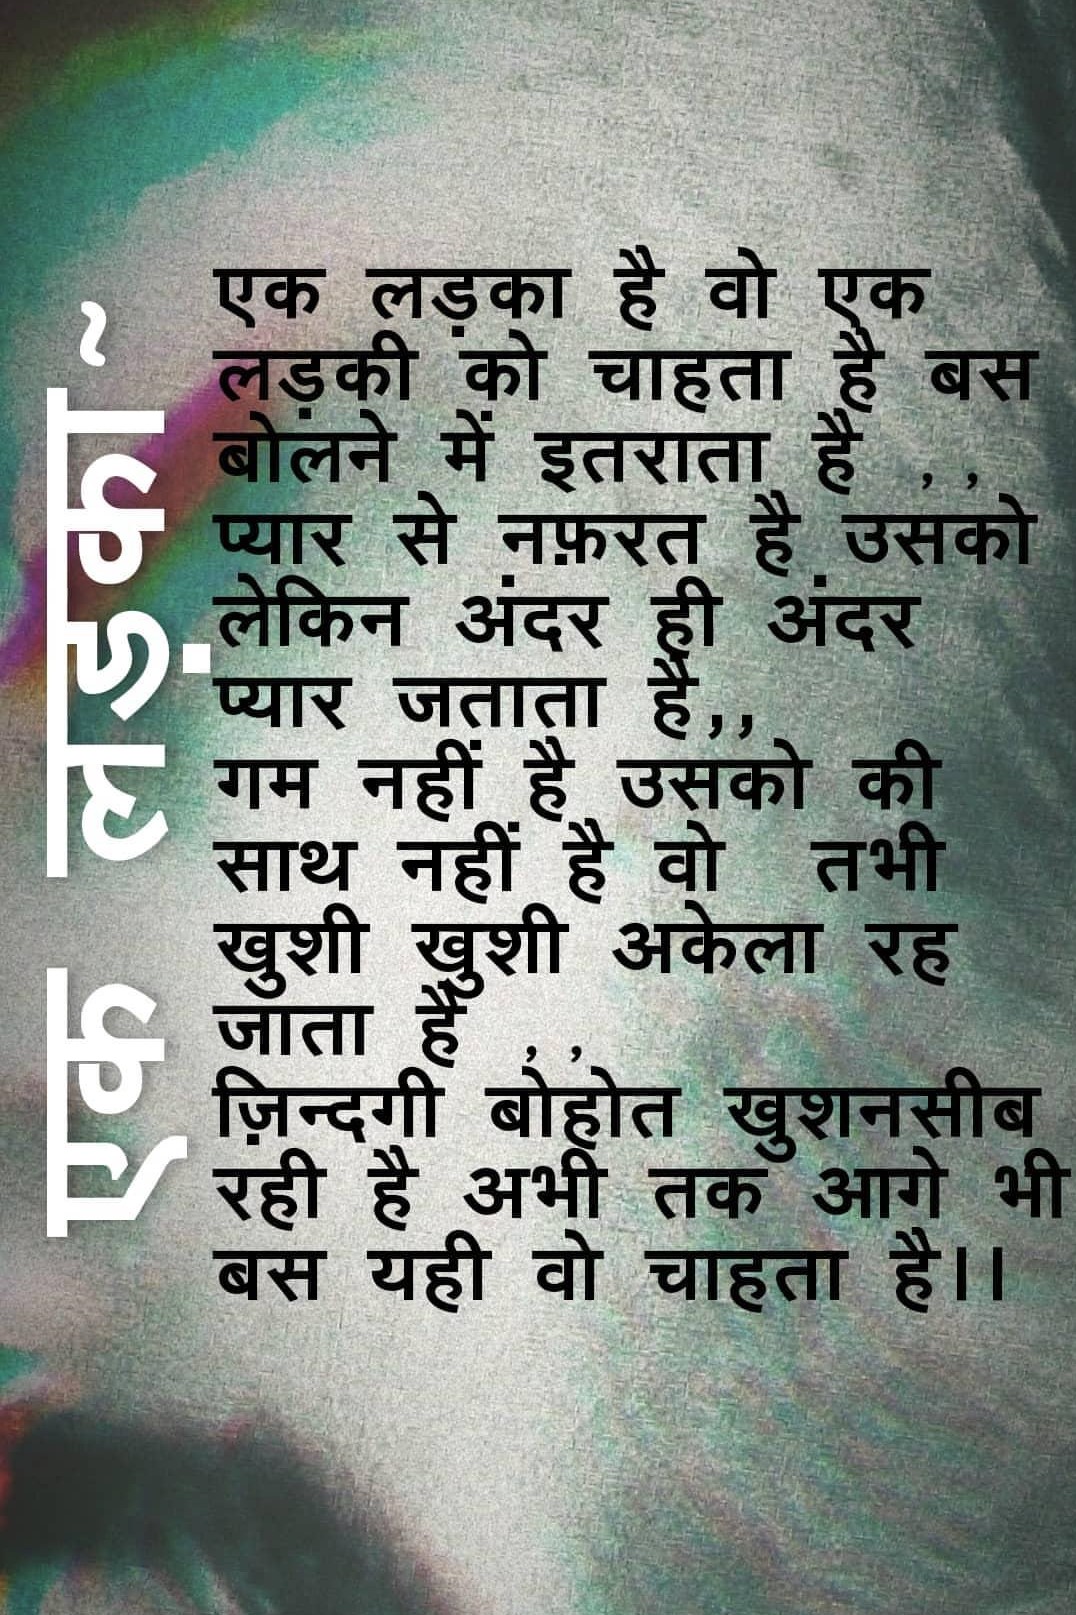 एक लड़का~
एक लड़का है वो एक
लड़की को चाहता है बस
बोलने में इतराता है ,,
प्यार से नफ़रत है उसको
लेकिन अंदर ही अंदर
प्यार जताता है,,
गम नहीं है उसको की
साथ नहीं है वो तभी
खुशी खुशी अकेला रह
जाता है ,,
ज़िन्दगी बोहोत खुशनसीब
रही है अभी तक आगे भी
बस यही वो चाहता है।।